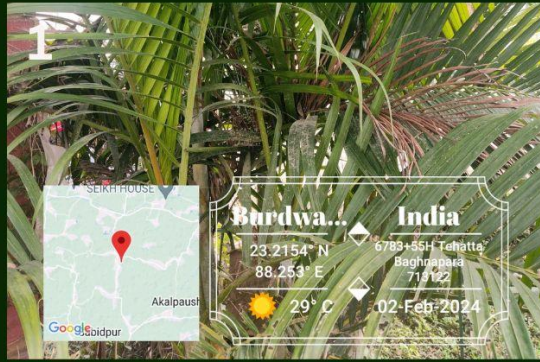 1
SEIKH HOUSE
Akalpaush
Google
abidpur
Burdwa...
23.2154° N
88.253° E
29° C
India
6783+55H Tehatta
Baghnapara
713122
02-Feb-2024